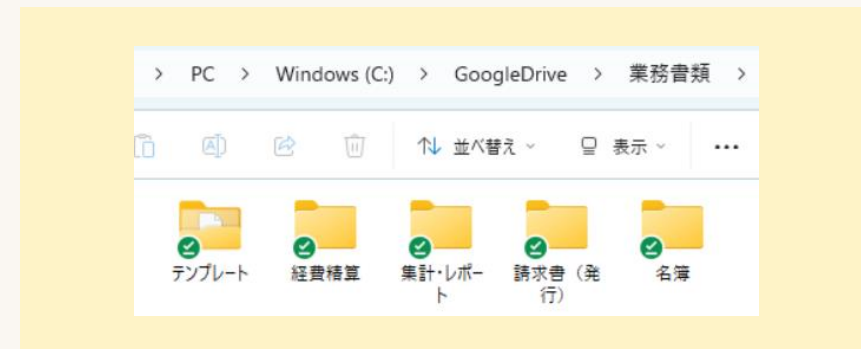 > PC > Windows (C:) > GoogleDrive > 業務書類 >
並べ替え 表示 ...
テンプレート 経費精算 集計・レポー
ト 請求書（発
行） 名簿